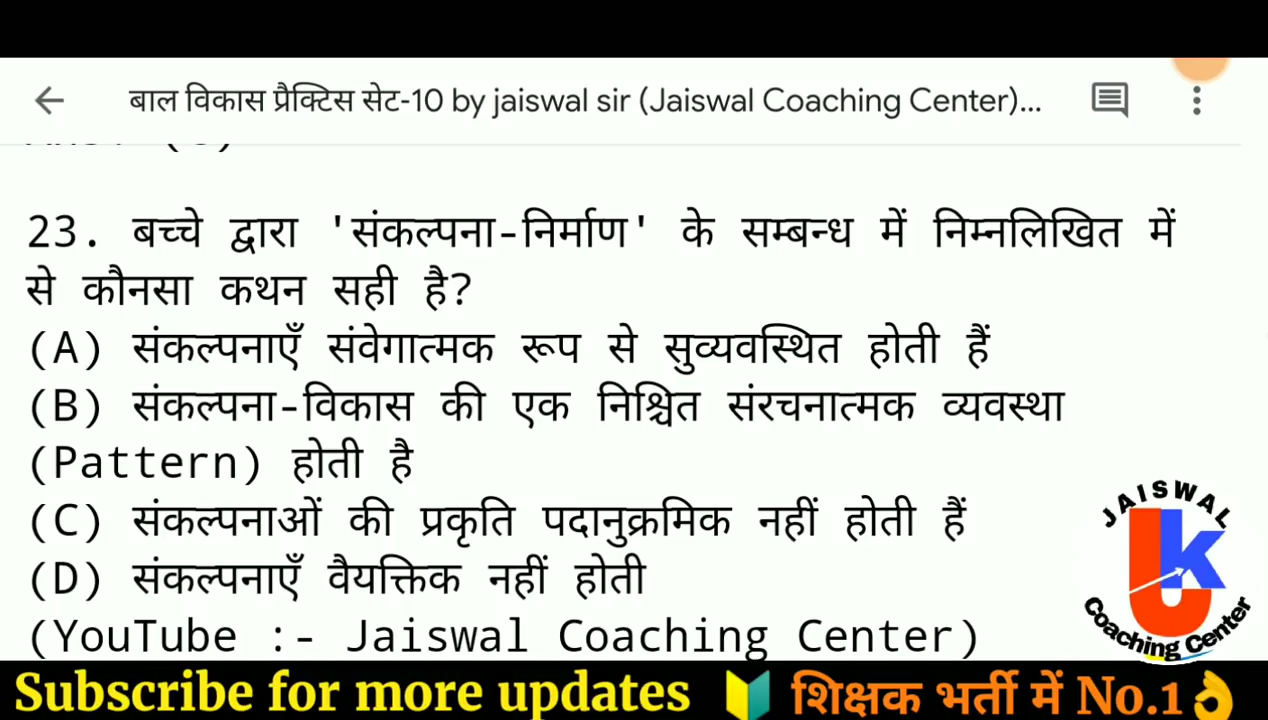 बाल विकास प्रैक्टिस सेट-10 by jaiswal sir (Jaiswal Coaching Center)...
23. बच्चे द्वारा 'संकल्पना-निर्माण' के सम्बन्ध में निम्नलिखित में
से कौनसा कथन सही है?
(A) संकल्पनाएँ संवेगात्मक रूप से सुव्यवस्थित होती हैं
(B) संकल्पना-विकास की एक निश्चित संरचनात्मक व्यवस्था
(Pattern) होती है
(C) संकल्पनाओं की प्रकृति पदानुक्रमिक नहीं होती हैं
(D) संकल्पनाएँ वैयक्तिक नहीं होती
(YouTube :- Jaiswal Coaching Center)
JAISWAL
UK
Coaching Center
Subscribe for more updates 🔰 शिक्षक भर्ती में No.1👌